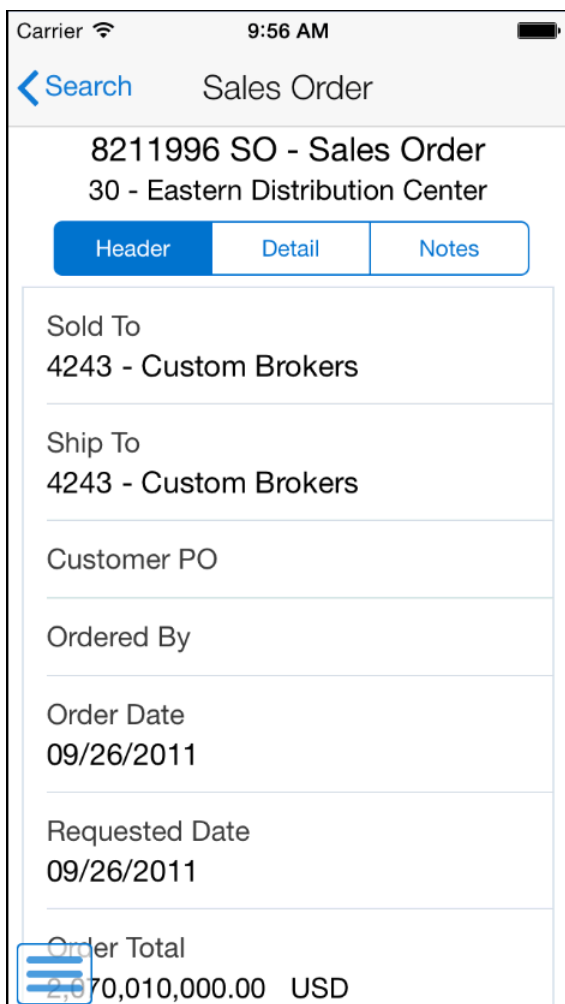 Carrier 9:56 AM
Search Sales Order
8211996 SO - Sales Order
30 - Eastern Distribution Center
Header Detail Notes
Sold To
4243 - Custom Brokers
Ship To
4243 - Custom Brokers
Customer PO
Ordered By
Order Date
09/26/2011
Requested Date
09/26/2011
Order Total
2,070,010,000.00 USD